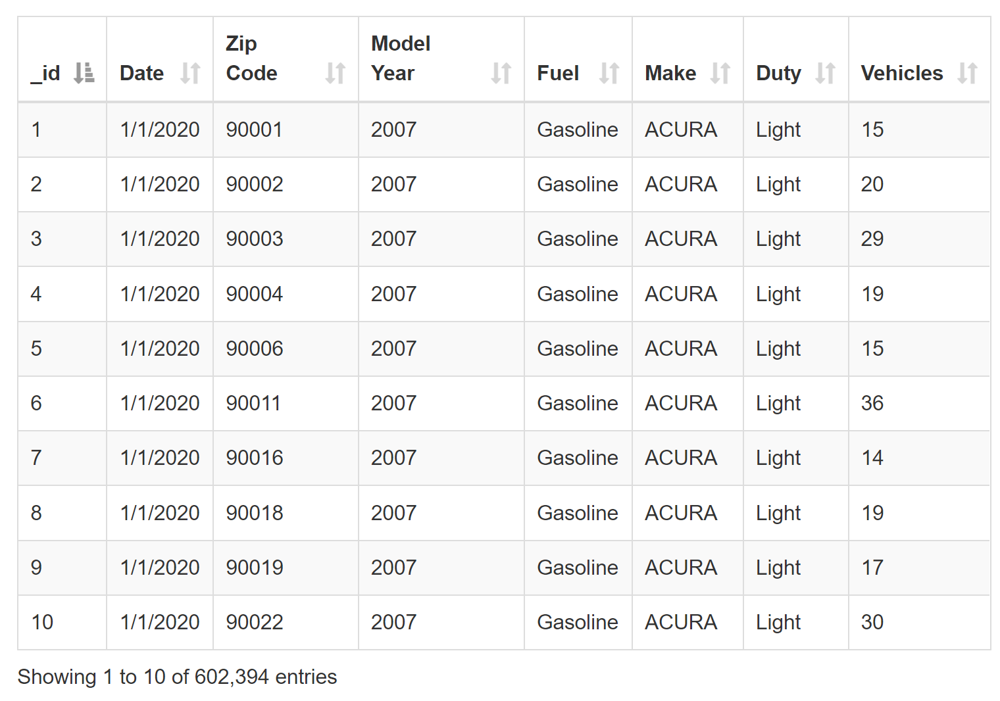 _id Date Zip Code Model Year Fuel Make Duty Vehicles
1 1/1/2020 90001 2007 Gasoline ACURA Light 15
2 1/1/2020 90002 2007 Gasoline ACURA Light 20
3 1/1/2020 90003 2007 Gasoline ACURA Light 29
4 1/1/2020 90004 2007 Gasoline ACURA Light 19
5 1/1/2020 90006 2007 Gasoline ACURA Light 15
6 1/1/2020 90011 2007 Gasoline ACURA Light 36
7 1/1/2020 90016 2007 Gasoline ACURA Light 14
8 1/1/2020 90018 2007 Gasoline ACURA Light 19
9 1/1/2020 90019 2007 Gasoline ACURA Light 17
10 1/1/2020 90022 2007 Gasoline ACURA Light 30
Showing 1 to 10 of 602,394 entries